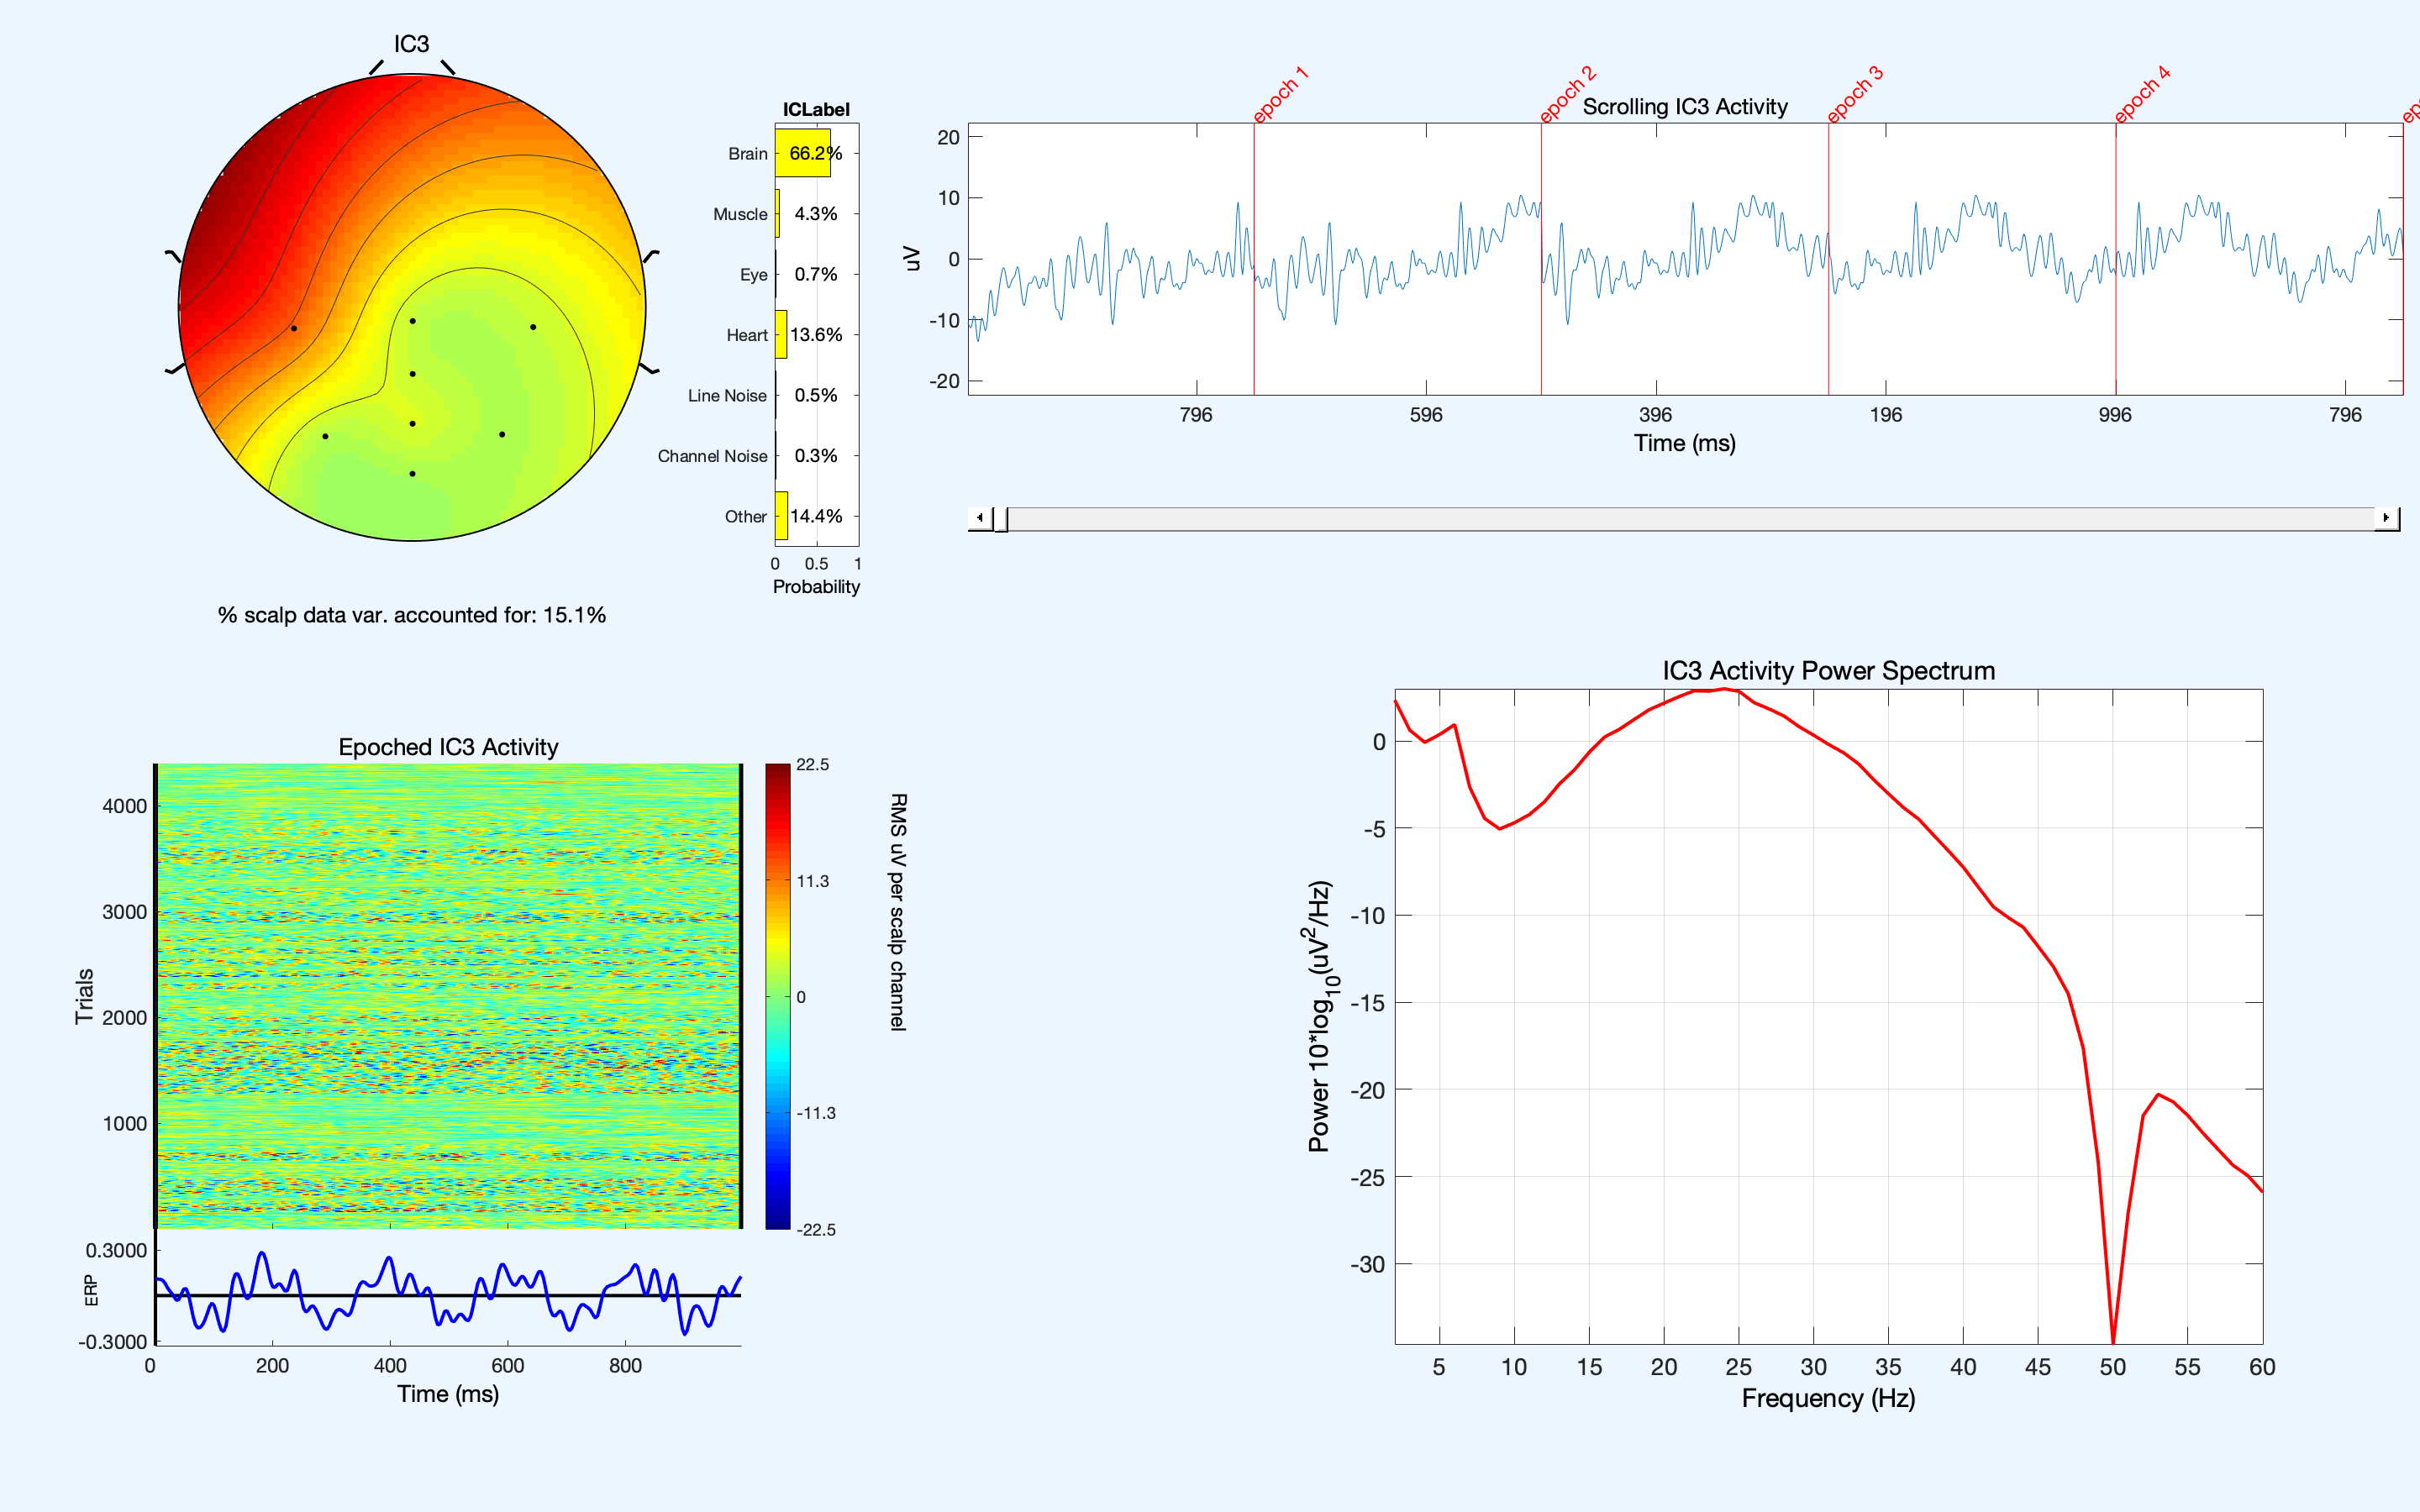 IC3
ICLabel
Brain 66.2%
Muscle 4.3%
Eye 0.7%
Heart 13.6%
Line Noise 0.5%
Channel Noise 0.3%
Other 14.4%
0 0.5 1
Probability
% scalp data var. accounted for: 15.1%
epoch 1
epoch 2
epoch 3
epoch 4
Scrolling IC3 Activity
20
10
0
-10
-20
uV
796 596 396 196 996 796
Time (ms)
Epoched IC3 Activity
4000
3000
2000
1000
Trials
22.5
11.3
0
-11.3
-22.5
RMS uV per scalp channel
0.3000
-0.3000
ERP
0 200 400 600 800
Time (ms)
IC3 Activity Power Spectrum
0
-5
-10
-15
-20
-25
-30
Power 10*log10(uV2/Hz)
5 10 15 20 25 30 35 40 45 50 55 60
Frequency (Hz)